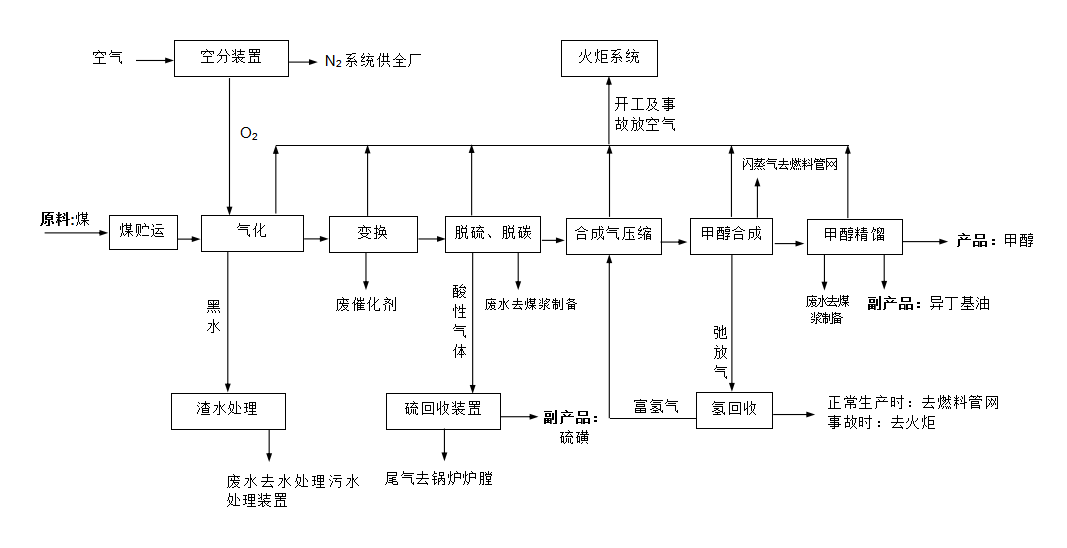 空气
空分装置
N2系统供全厂
火炬系统
开工及事
故放空气
O2
闪蒸气去燃料管网
原料:煤
煤贮运
气化
变换
脱硫、脱碳
合成气压缩
甲醇合成
甲醇精馏
产品：甲醇
黑水
废催化剂
酸性气体
废水去煤浆制备
弛放气
废水去煤
浆制备
副产品：异丁基油
渣水处理
硫回收装置
副产品：
硫磺
富氢气
氢回收
正常生产时：去燃料管网
事故时：去火炬
废水去水处理污水
处理装置
尾气去锅炉炉膛